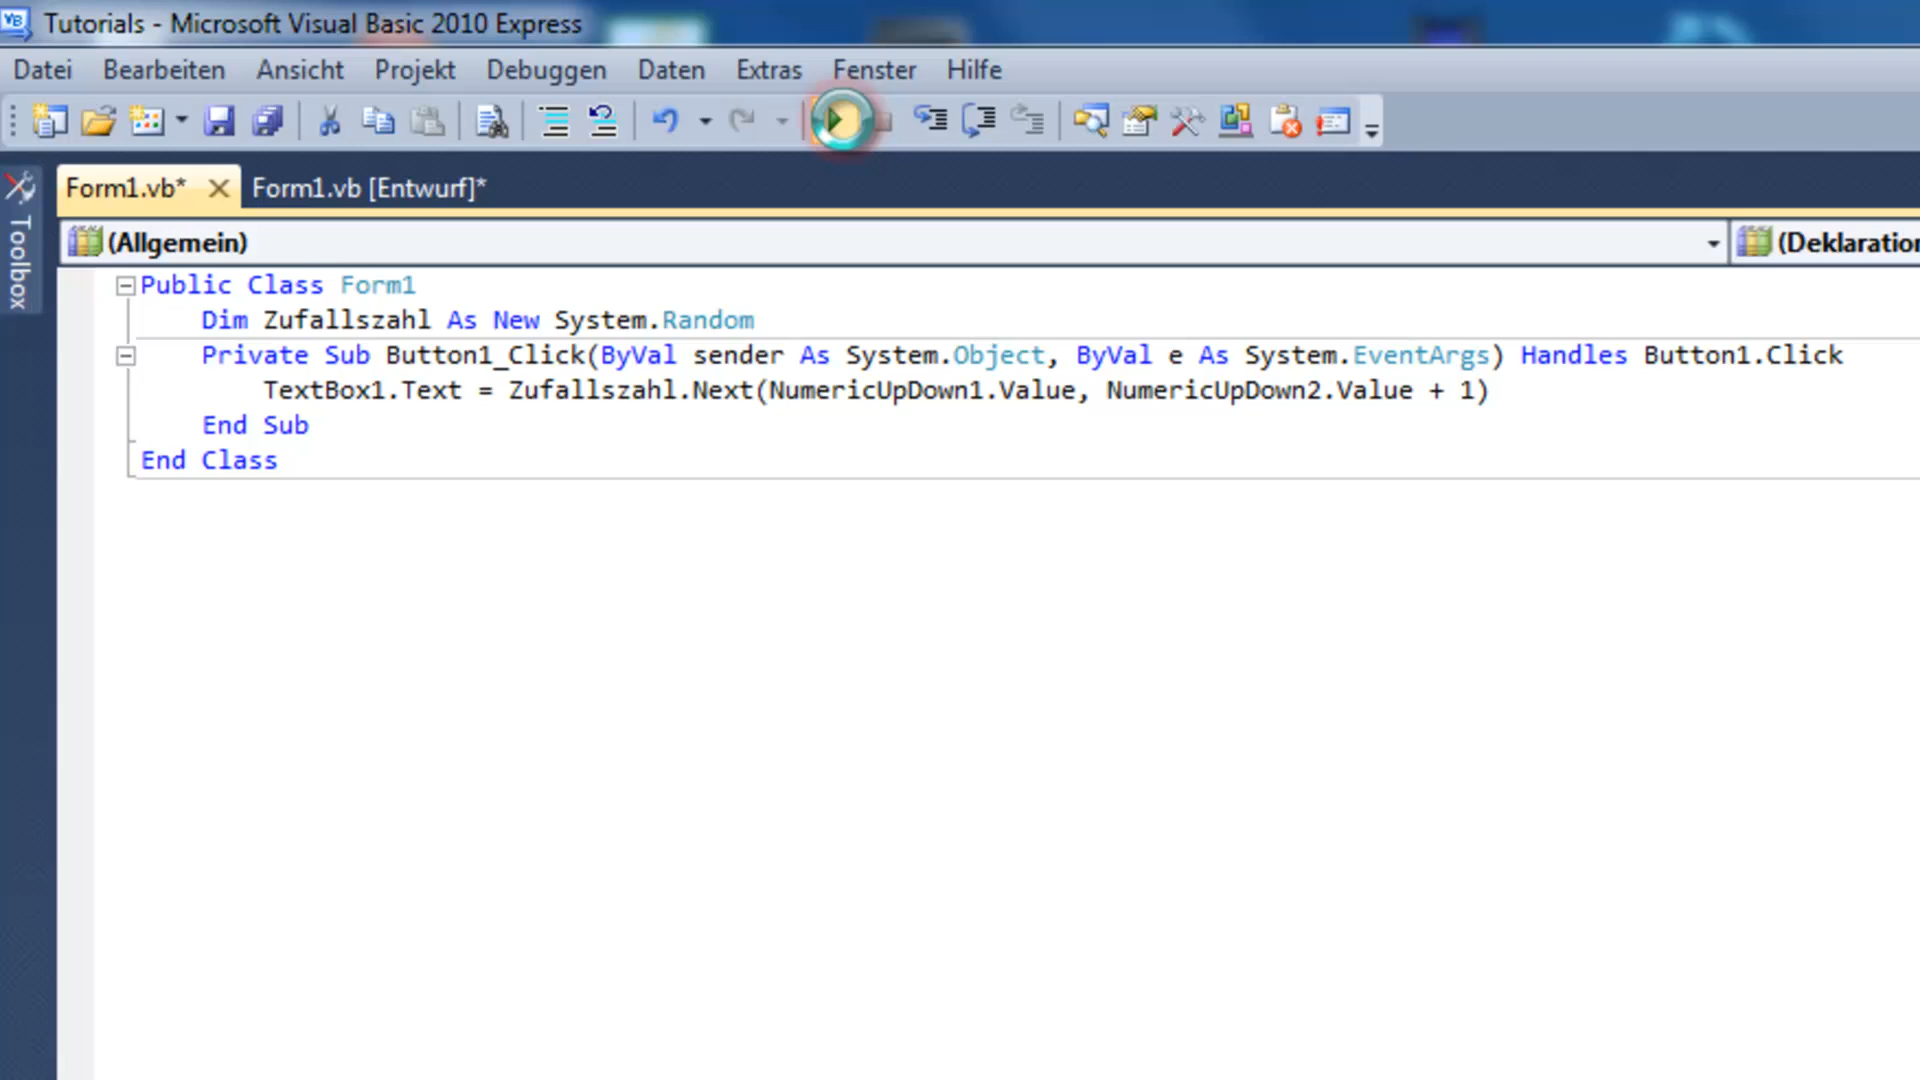 Tutorials - Microsoft Visual Basic 2010 Express
Datei Bearbeiten Ansicht Projekt Debuggen Daten Extras Fenster Hilfe
Form1.vb* Form1.vb [Entwurf]*
Toolbox
(Allgemein) (Deklaration
Public Class Form1
Dim Zufallszahl As New System.Random
Private Sub Button1_Click(ByVal sender As System.Object, ByVal e As System.EventArgs) Handles Button1.Click
TextBox1.Text = Zufallszahl.Next(NumericUpDown1.Value, NumericUpDown2.Value + 1)
End Sub
End Class